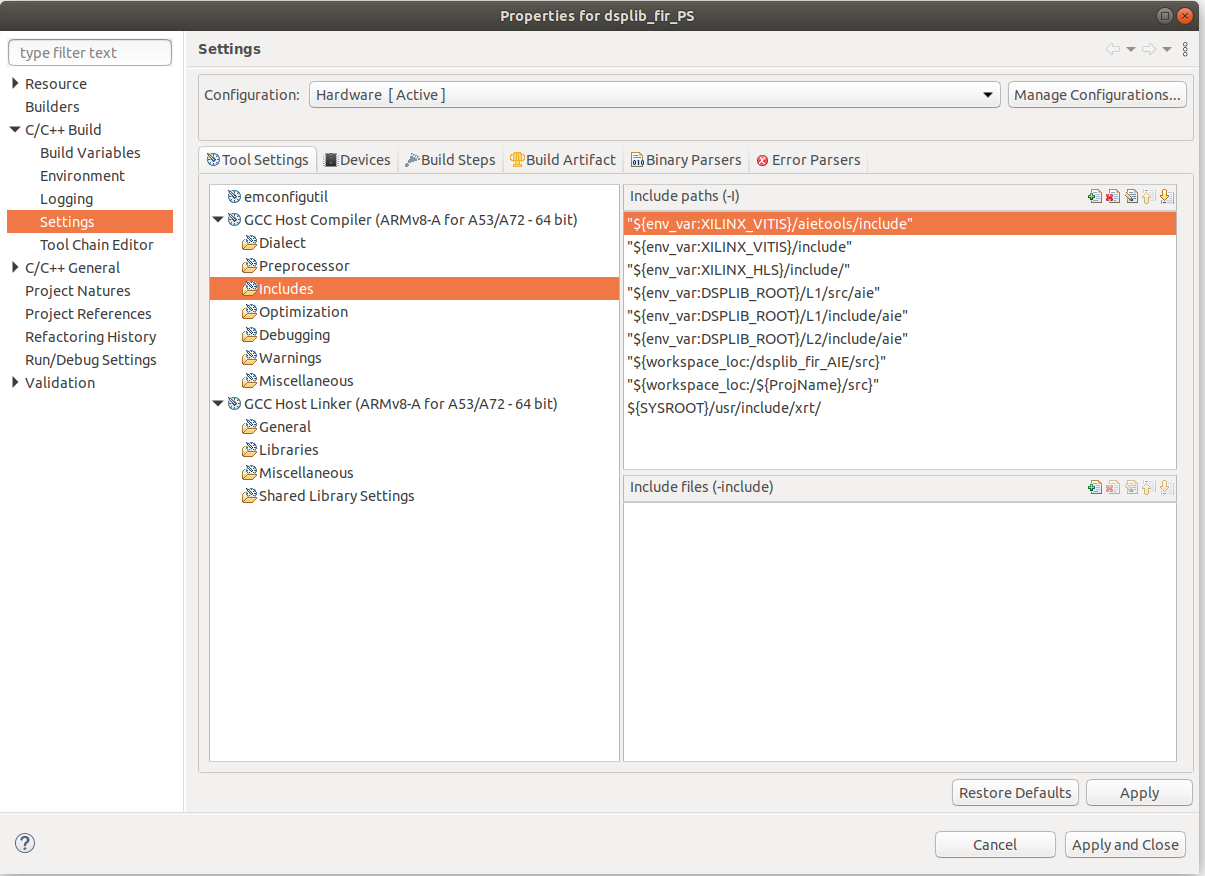 Properties for dsplib_fir_PS
type filter text
Resource
Builders
C/C++ Build
Build Variables
Environment
Logging
Settings
Tool Chain Editor
C/C++ General
Project Natures
Project References
Refactoring History
Run/Debug Settings
Validation
Settings
Configuration: Hardware [ Active ] Manage Configurations...
Tool Settings Devices Build Steps Build Artifact Binary Parsers Error Parsers
emconfigutil
GCC Host Compiler (ARMv8-A for A53/A72 - 64 bit)
Dialect
Preprocessor
Includes
Optimization
Debugging
Warnings
Miscellaneous
GCC Host Linker (ARMv8-A for A53/A72 - 64 bit)
General
Libraries
Miscellaneous
Shared Library Settings
Include paths (-I)
"${env_var:XILINX_VITIS}/aietools/include"
"${env_var:XILINX_VITIS}/include"
"${env_var:XILINX_HLS}/include/"
"${env_var:DSPLIB_ROOT}/L1/src/aie"
"${env_var:DSPLIB_ROOT}/L1/include/aie"
"${env_var:DSPLIB_ROOT}/L2/include/aie"
"${workspace_loc:/dsplib_fir_AIE/src}"
"${workspace_loc:/${ProjName}/src}"
${SYSROOT}/usr/include/xrt/
Include files (-include)
Restore Defaults Apply
? Cancel Apply and Close